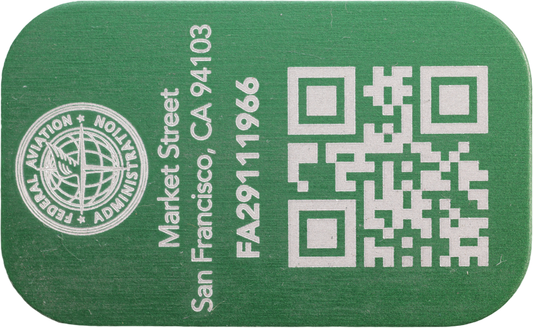 FEDERAL AVIATION ADMINISTRATION
Market Street
San Francisco, CA 94103
FA29111966